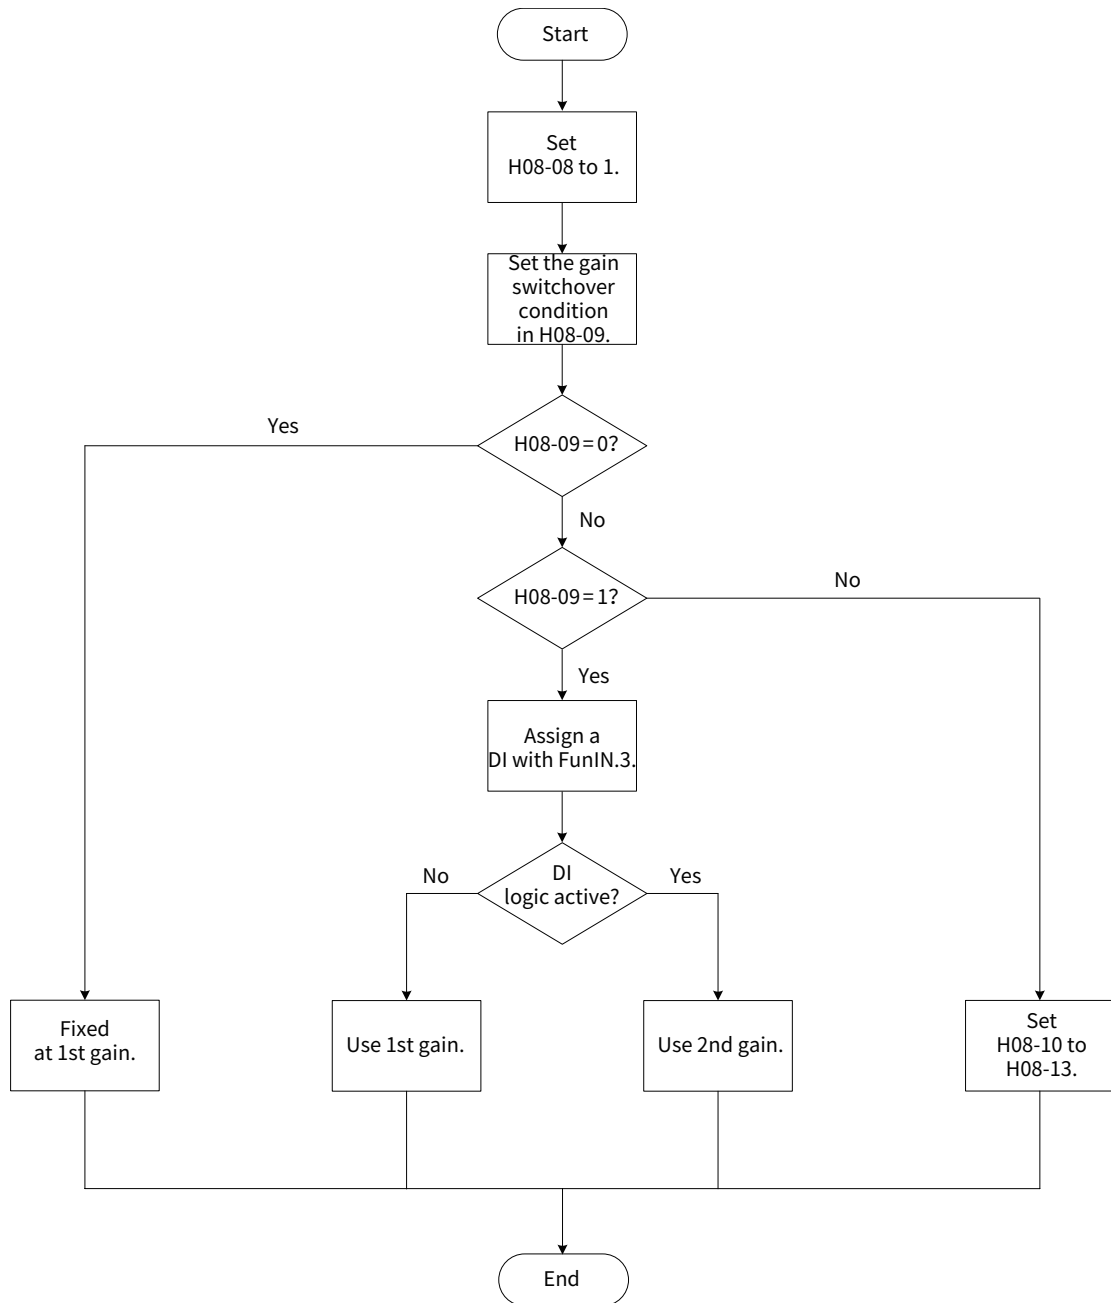 Start
Set
H08-08 to 1.
Set the gain
switchover
condition
in H08-09.
Yes
H08-09=0?
No
H08-09=1?
No
Yes
Assign a
DI with FunIN.3.
No
DI
logic active?
Yes
Fixed
at 1st gain.
Use 1st gain.
Use 2nd gain.
Set
H08-10 to
H08-13.
End